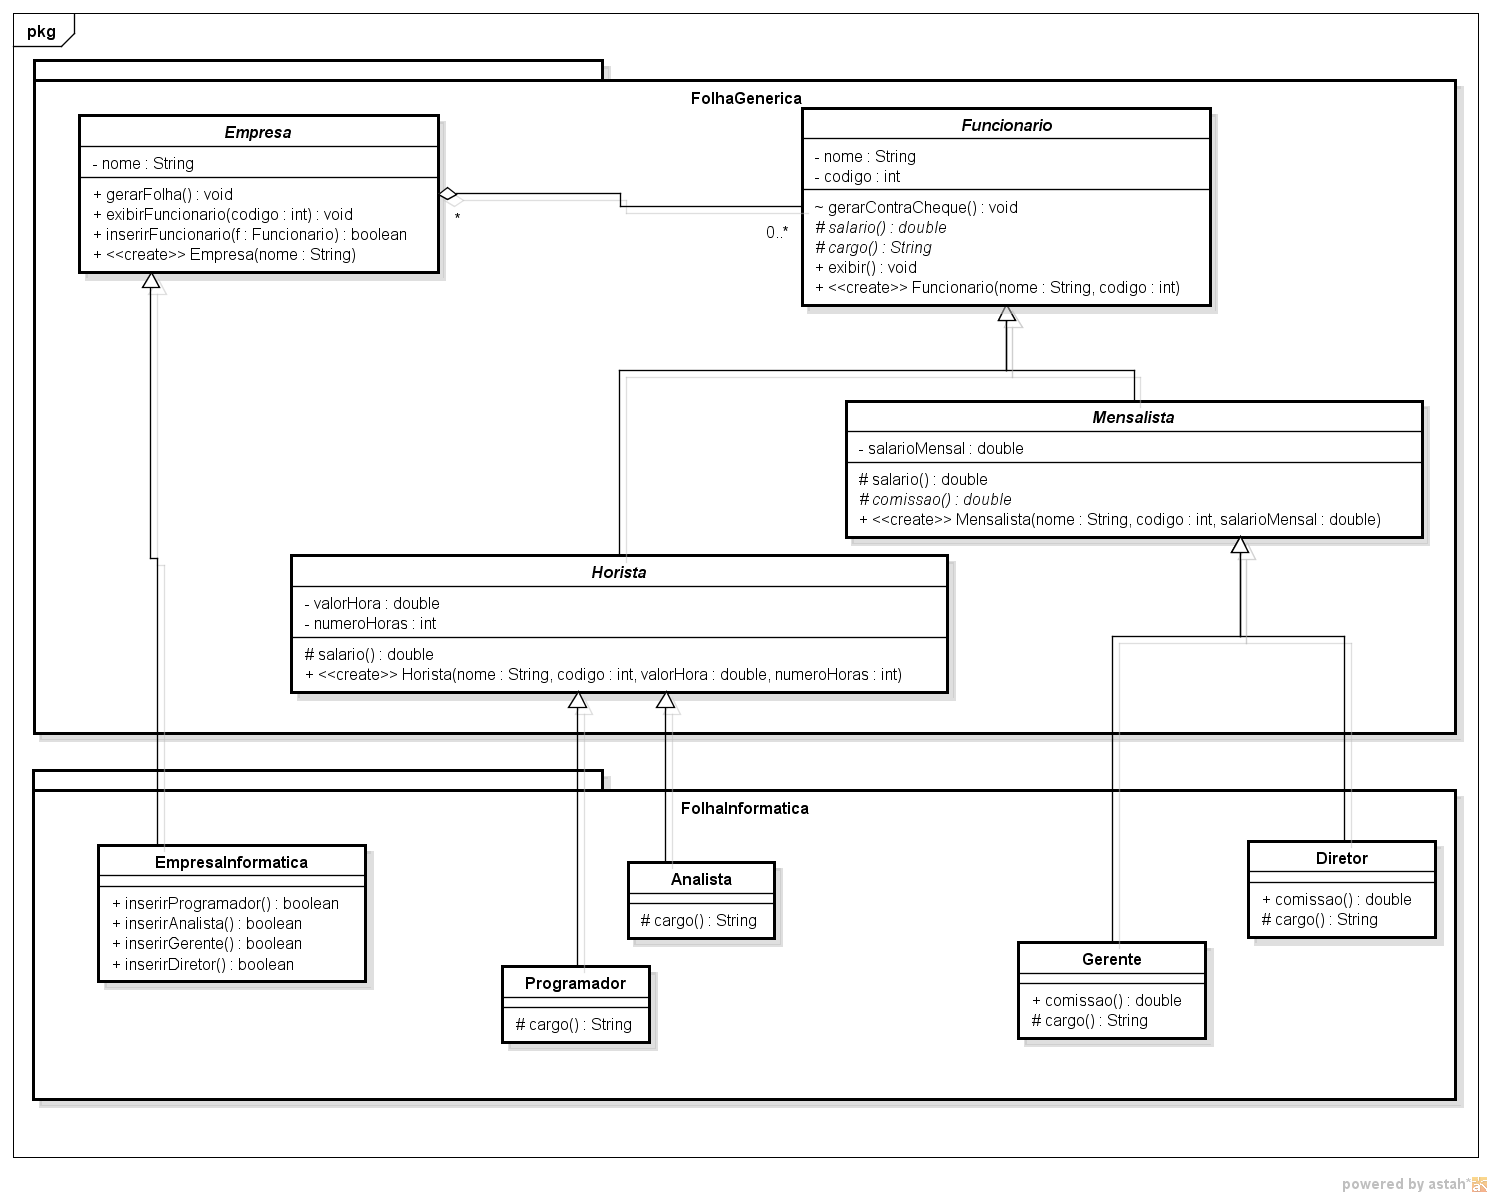 pkg
FolhaGenerica
Empresa
- nome : String
+ gerarFolha() : void
+ exibirFuncionario(codigo : int) : void
+ inserirFuncionario(f : Funcionario) : boolean
+ <<create>> Empresa(nome : String)
*
0..*
Funcionario
- nome : String
- codigo : int
~ gerarContraCheque() : void
# salario() : double
# cargo() : String
+ exibir() : void
+ <<create>> Funcionario(nome : String, codigo : int)
Mensalista
- salarioMensal : double
# salario() : double
# comissao() : double
+ <<create>> Mensalista(nome : String, codigo : int, salarioMensal : double)
Horista
- valorHora : double
- numeroHoras : int
# salario() : double
+ <<create>> Horista(nome : String, codigo : int, valorHora : double, numeroHoras : int)
FolhaInformatica
EmpresaInformatica
+ inserirProgramador() : boolean
+ inserirAnalista() : boolean
+ inserirGerente() : boolean
+ inserirDiretor() : boolean
Analista
# cargo() : String
Programador
# cargo() : String
Diretor
+ comissao() : double
# cargo() : String
Gerente
+ comissao() : double
# cargo() : String
powered by astah*